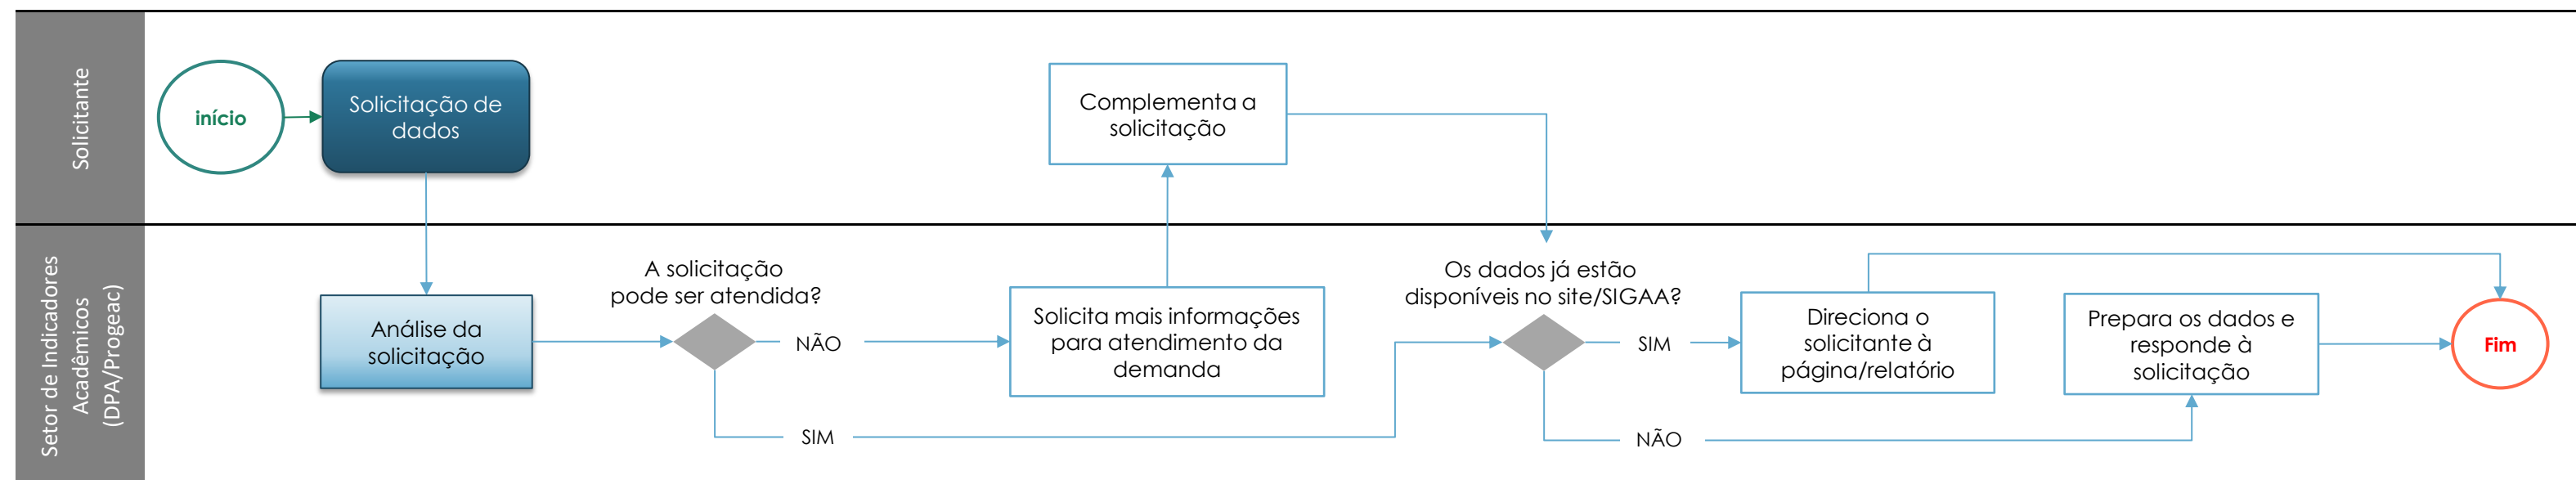 Solicitante
início
Solicitação de
dados
Complementa a
solicitação
Setor de Indicadores
Acadêmicos
(DPA/Progeac)
Análise da
solicitação
A solicitação
pode ser atendida?
NÃO
SIM
Solicita mais informações
para atendimento da
demanda
Os dados já estão
disponíveis no site/SIGAA?
SIM
NÃO
Direciona o
solicitante à
página/relatório
Prepara os dados e
responde à
solicitação
Fim